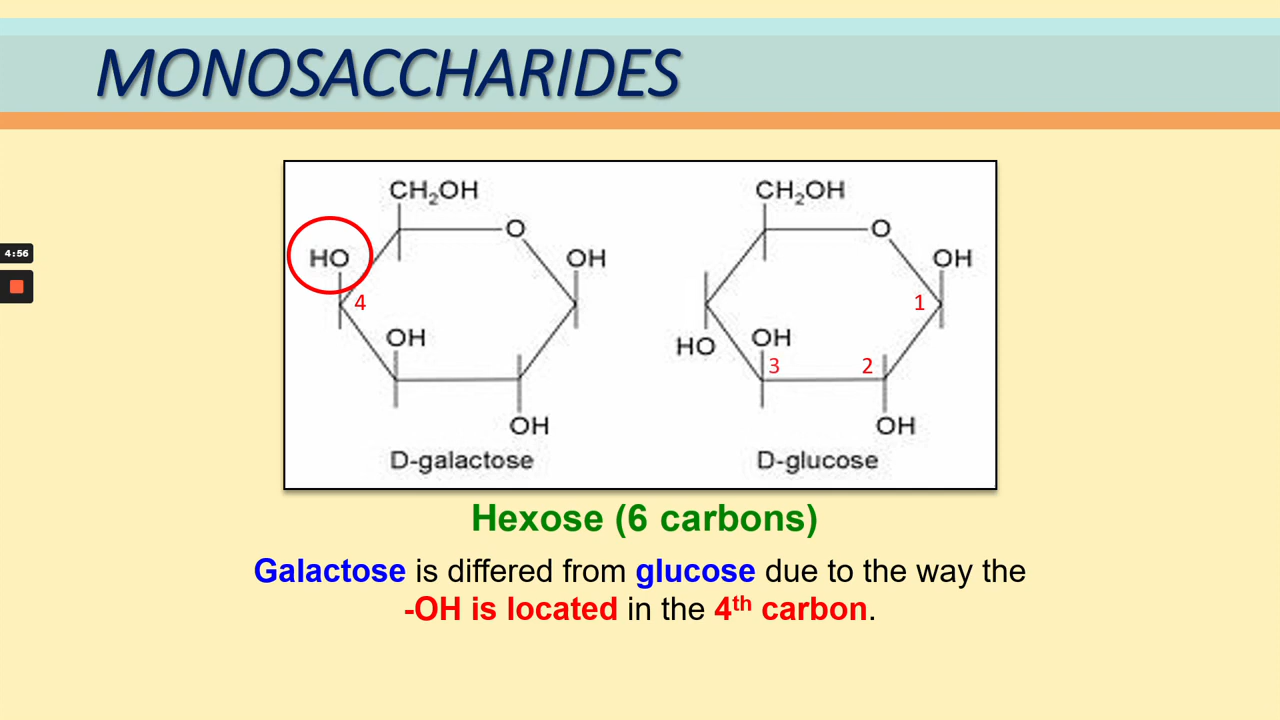 MONOSACCHARIDES
4:56
CH₂OH
O
HO
OH
4
OH
OH
D-galactose
CH₂OH
O
OH
1
HO
OH
3
2
OH
D-glucose
Hexose (6 carbons)
Galactose is differed from glucose due to the way the
-OH is located in the 4th carbon.